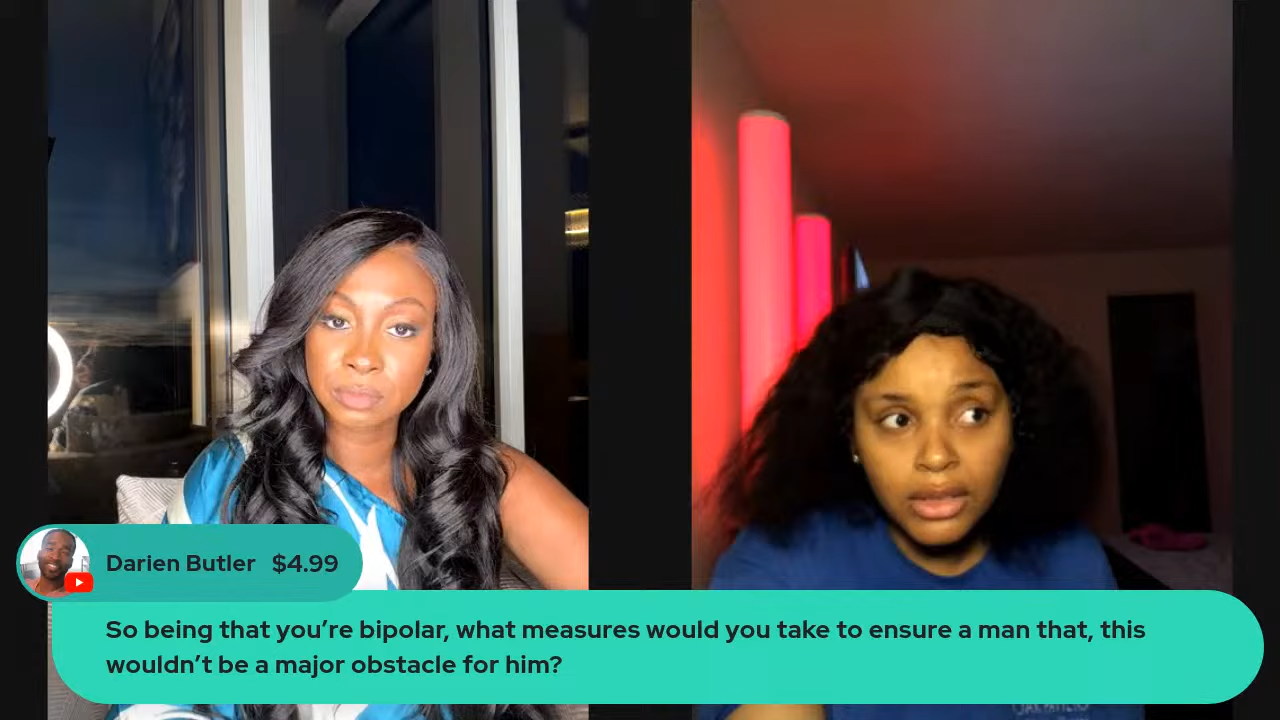 Darien Butler $4.99
So being that you’re bipolar, what measures would you take to ensure a man that, this
wouldn’t be a major obstacle for him?